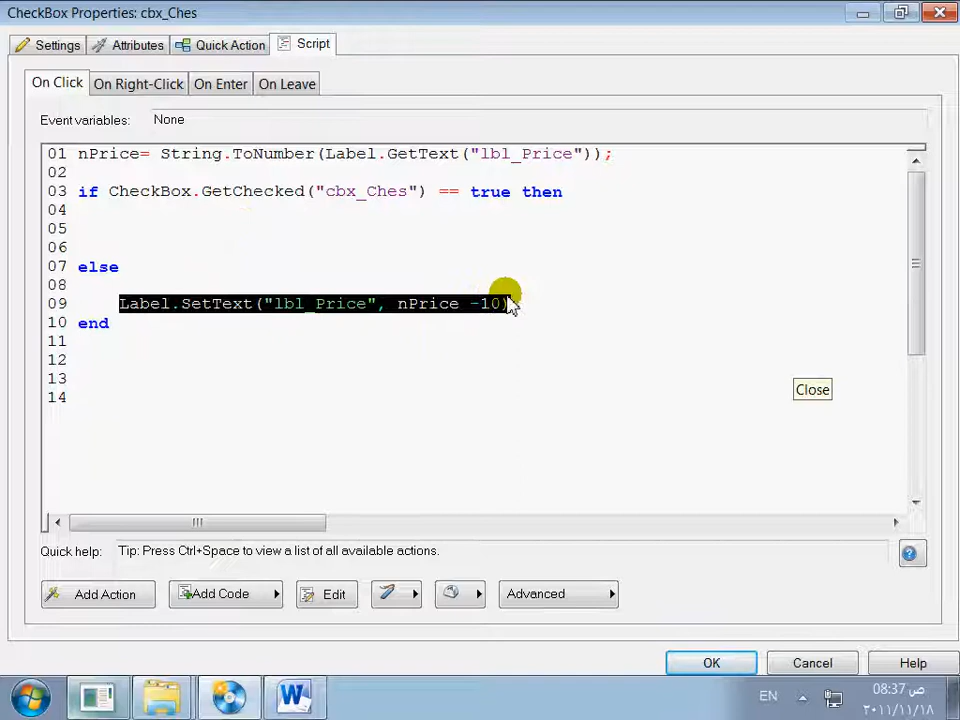 CheckBox Properties: cbx_Ches
Settings Attributes Quick Action Script
On Click On Right-Click On Enter On Leave
Event variables: None
01 nPrice= String.ToNumber(Label.GetText("lbl_Price"));
02
03 if CheckBox.GetChecked("cbx_Ches") == true then
04
05
06
07 else
08
09 Label.SetText("lbl_Price", nPrice -10)
10 end
11
12
13
14
Close
Quick help: Tip: Press Ctrl+Space to view a list of all available actions.
Add Action Add Code Edit Advanced
OK Cancel Help
EN 08:37 ص
٢٠١١/١١/١٨